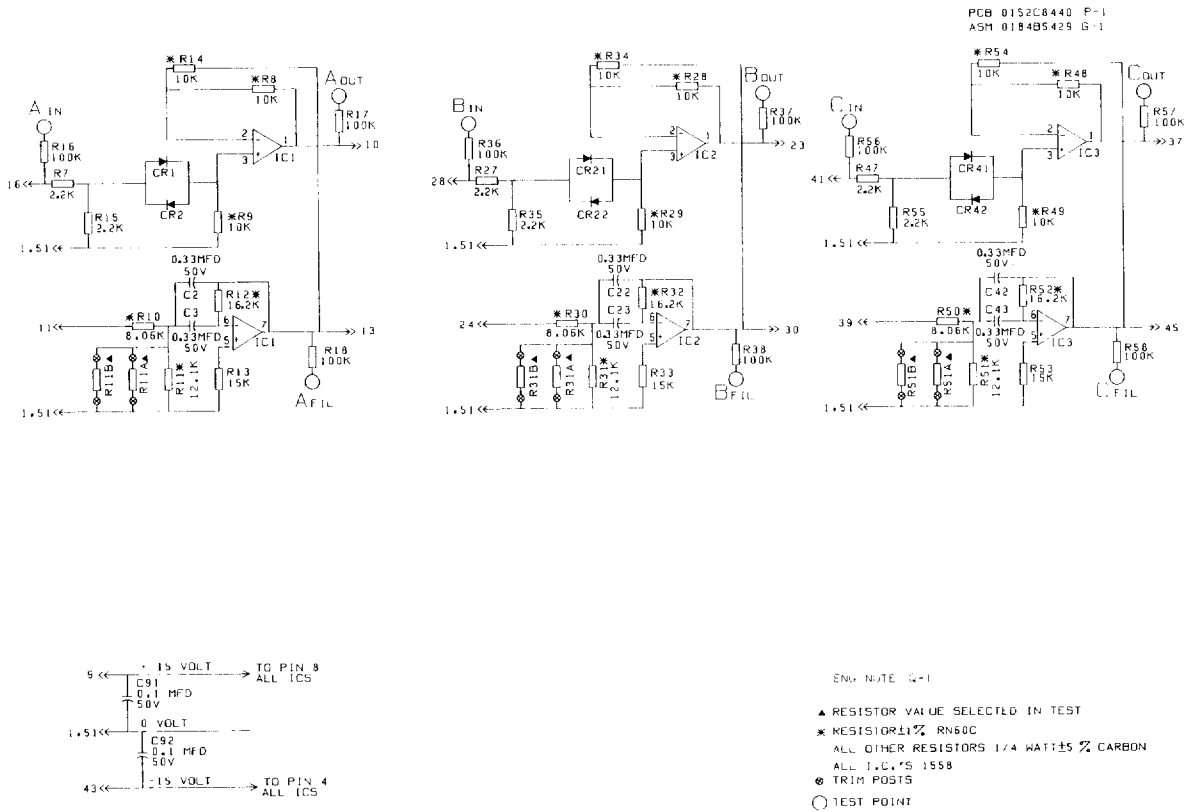 PCB 0152C8440 P-1
ASM 0184B5429 G-1
A IN
*R14
10K
*R8
10K
A OUT
R17
100K
R16
100K
2
3
1
IC1
10
16
R7
2.2K
CR1
CR2
R15
2.2K
*R9
10K
1.51
0.33MFD
50V
C2
R12*
16.2K
C3
0.33MFD
50V
11
*R10
8.06K
6
5
7
IC1
13
R18
100K
R11B▲
R11A▲
R11*
12.1K
R13
15K
A FIL
1.51
B IN
*R34
10K
*R28
10K
B OUT
R37
100K
R36
100K
2
3
1
IC2
23
28
R27
2.2K
CR21
CR22
R35
2.2K
*R29
10K
1.51
0.33MFD
50V
C22
*R32
16.2K
C23
0.33MFD
50V
24
*R30
8.06K
6
5
7
IC2
30
R38
100K
R31B▲
R31A▲
R31*
12.1K
R33
15K
B FIL
1.51
C IN
*R54
10K
*R48
10K
C OUT
R57
100K
R56
100K
2
3
1
IC3
37
41
R47
2.2K
CR41
CR42
R55
2.2K
*R49
10K
1.51
0.33MFD
50V
C42
R52*
16.2K
C43
0.33MFD
50V
39
R50*
8.06K
6
5
7
IC3
45
R58
100K
R51B▲
R51A▲
R51*
12.1K
R53
15K
C FIL
1.51
15 VOLT
TO PIN 8
ALL ICS
C91
0.1 MFD
50V
0 VOLT
1.51
C92
0.1 MFD
50V
43
-15 VOLT
TO PIN 4
ALL ICS
ENG NOTE Q-1
▲ RESISTOR VALUE SELECTED IN TEST
* RESISTOR±1% RN60C
ALL OTHER RESISTORS 1/4 WATT±5 % CARBON
ALL I.C.'S 1558
⊗ TRIM POSTS
◯ TEST POINT